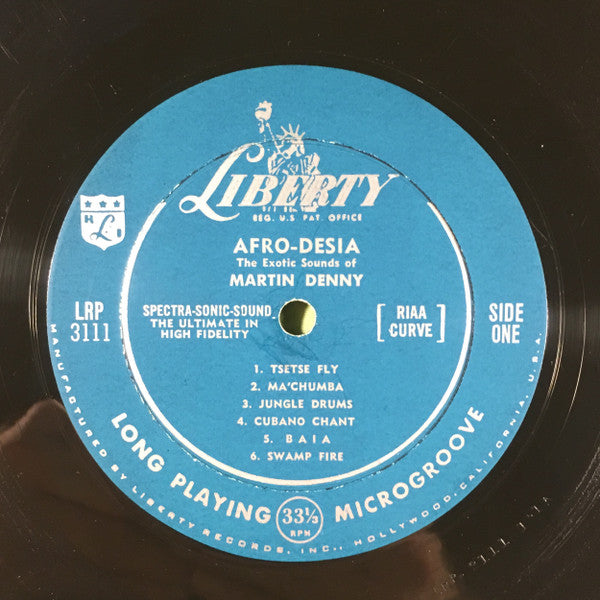 LIBERTY
REG. U.S. PAT. OFFICE
AFRO-DESIA
The Exotic Sounds of
MARTIN DENNY
LRP
3111
SPECTRA-SONIC-SOUND
THE ULTIMATE IN
HIGH FIDELITY
[RIAA
CURVE]
SIDE
ONE
1. TSETSE FLY
2. MA'CHUMBA
3. JUNGLE DRUMS
4. CUBANO CHANT
5. BAIA
6. SWAMP FIRE
LONG PLAYING 33⅓ RPM MICROGROOVE
MANUFACTURED BY LIBERTY RECORDS, INC., HOLLYWOOD, CALIFORNIA, U.S.A.